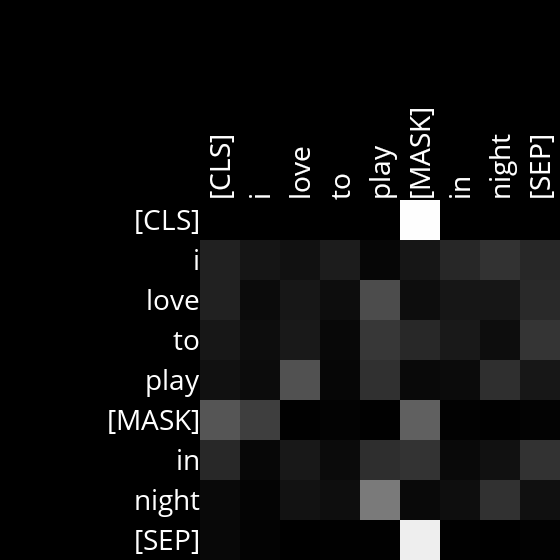 [CLS]
i
love
to
play
[MASK]
in
night
[SEP]
[CLS]
i
love
to
play
[MASK]
in
night
[SEP]